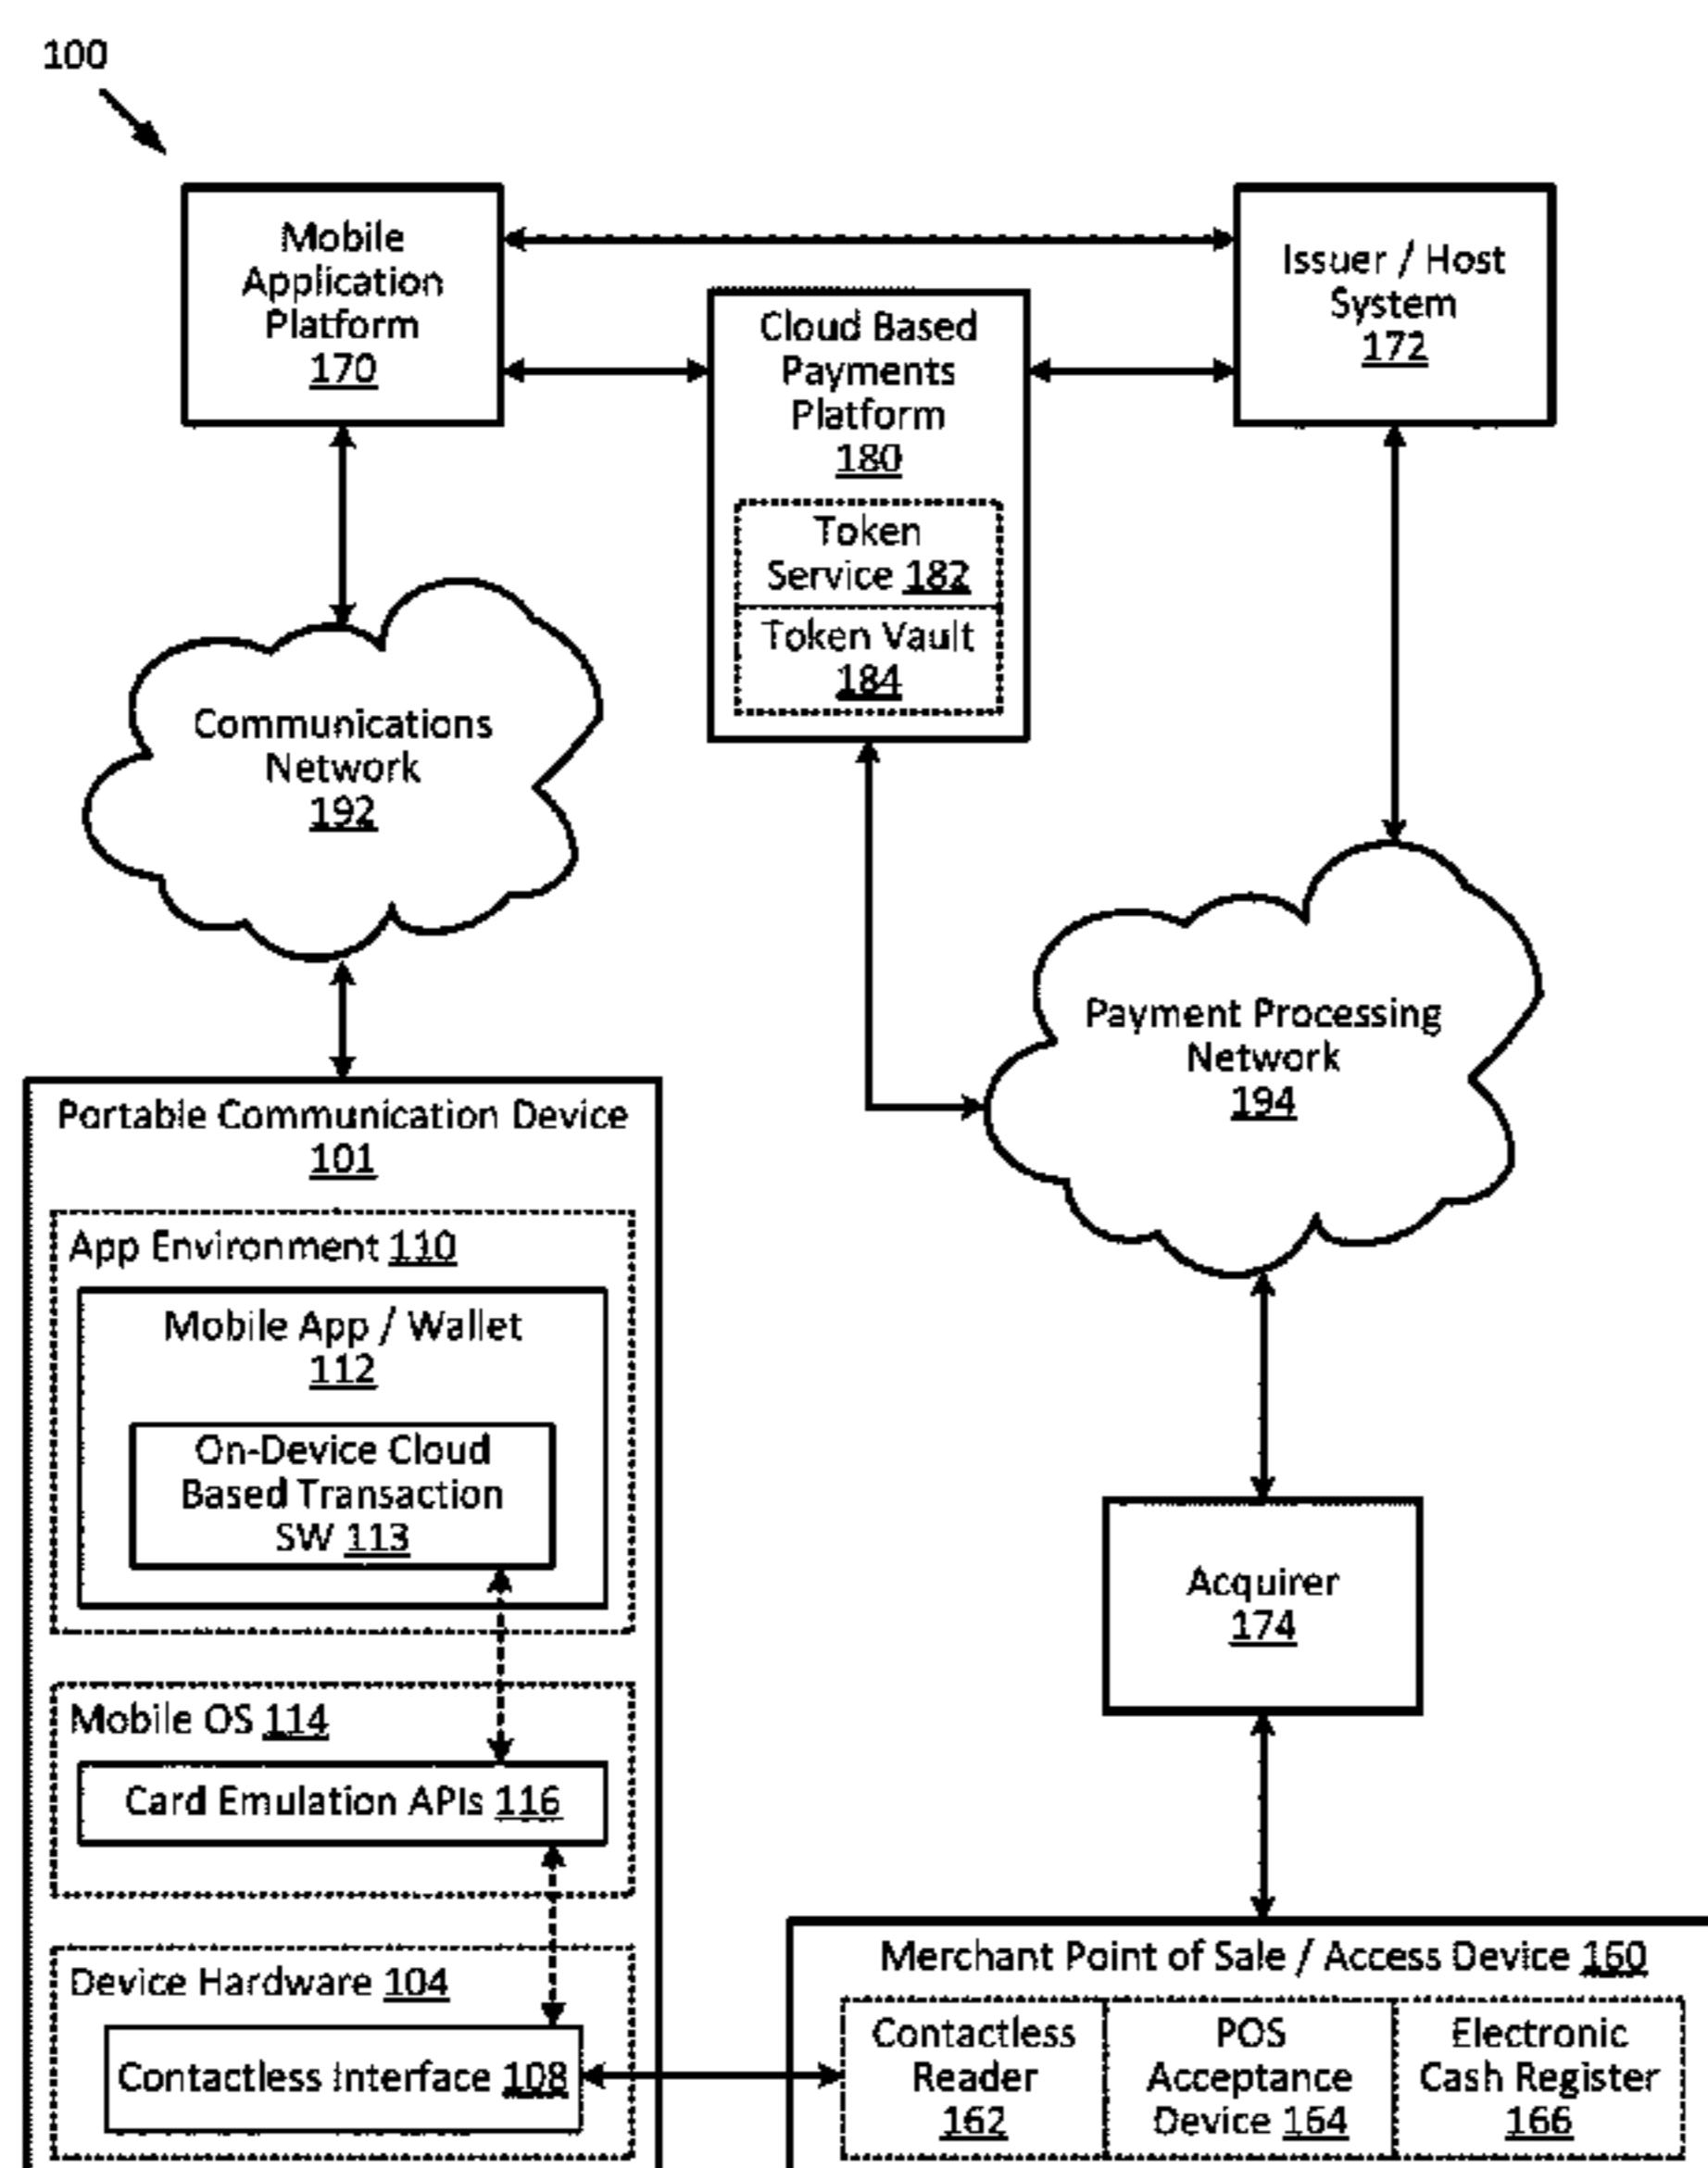 100
Mobile
Application
Platform
170
Issuer / Host
System
172
Cloud Based
Payments
Platform
180
Token
Service 182
Token Vault
184
Communications
Network
192
Payment Processing
Network
194
Portable Communication Device
101
App Environment 110
Mobile App / Wallet
112
On-Device Cloud
Based Transaction
SW 113
Mobile OS 114
Card Emulation APIs 116
Device Hardware 104
Contactless Interface 108
Acquirer
174
Merchant Point of Sale / Access Device 160
Contactless
Reader
162
POS
Acceptance
Device 164
Electronic
Cash Register
166